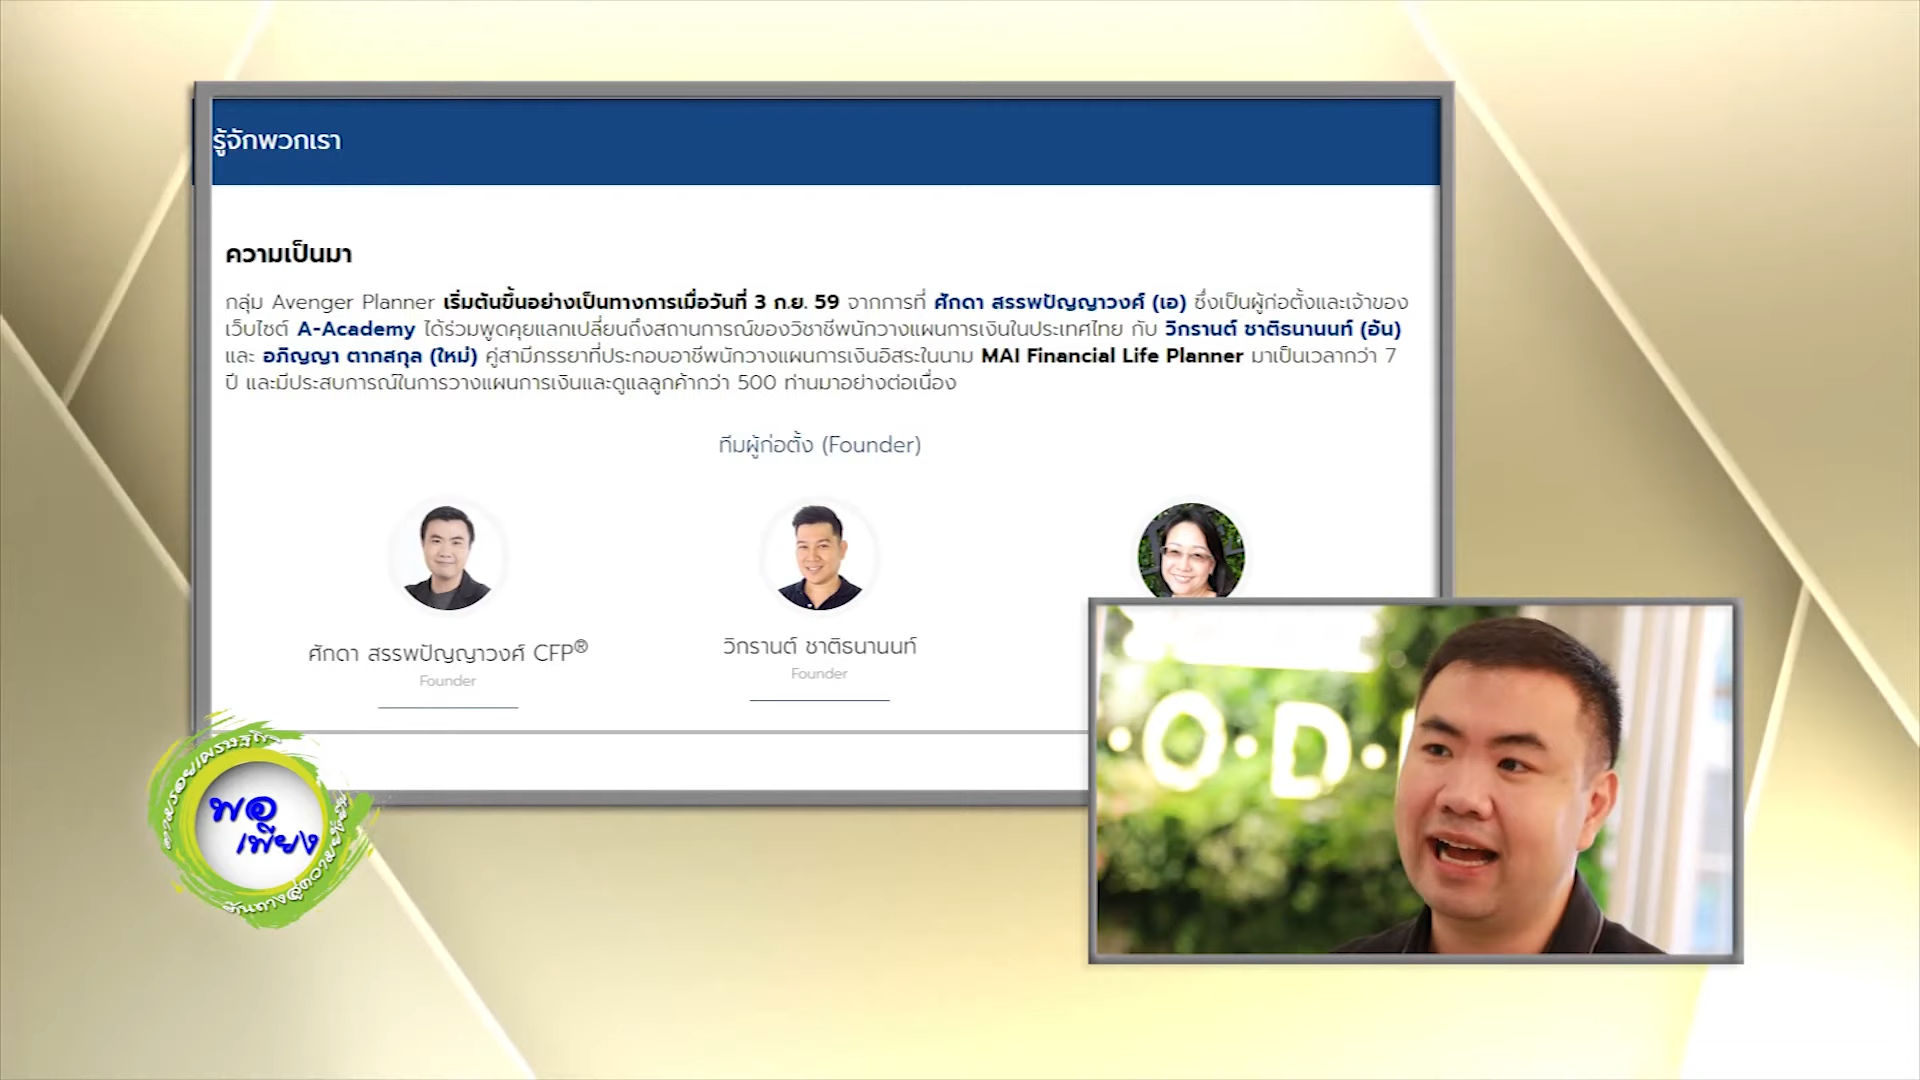 รู้จักพวกเรา
ความเป็นมา
กลุ่ม Avenger Planner เริ่มต้นขึ้นอย่างเป็นทางการเมื่อวันที่ 3 ก.ย. 59 จากการที่ ศักดา สรรพปัญญาวงศ์ (เอ) ซึ่งเป็นผู้ก่อตั้งและเจ้าของ
เว็บไซต์ A-Academy ได้ร่วมพูดคุยแลกเปลี่ยนถึงสถานการณ์ของวิชาชีพนักวางแผนการเงินในประเทศไทย กับ วิกรานต์ ชาติธนานนท์ (อ้น)
และ อภิญญา ตากสกุล (ใหม่) คู่สามีภรรยาที่ประกอบอาชีพนักวางแผนการเงินอิสระในนาม MAI Financial Life Planner มาเป็นเวลากว่า 7
ปี และมีประสบการณ์ในการวางแผนการเงินและดูแลลูกค้ากว่า 500 ท่านมาอย่างต่อเนื่อง
ทีมผู้ก่อตั้ง (Founder)
ศักดา สรรพปัญญาวงศ์ CFP®
Founder
วิกรานต์ ชาติธนานนท์
Founder
ตามรอยเศรษฐกิจ
พอ
เพียง
O·D